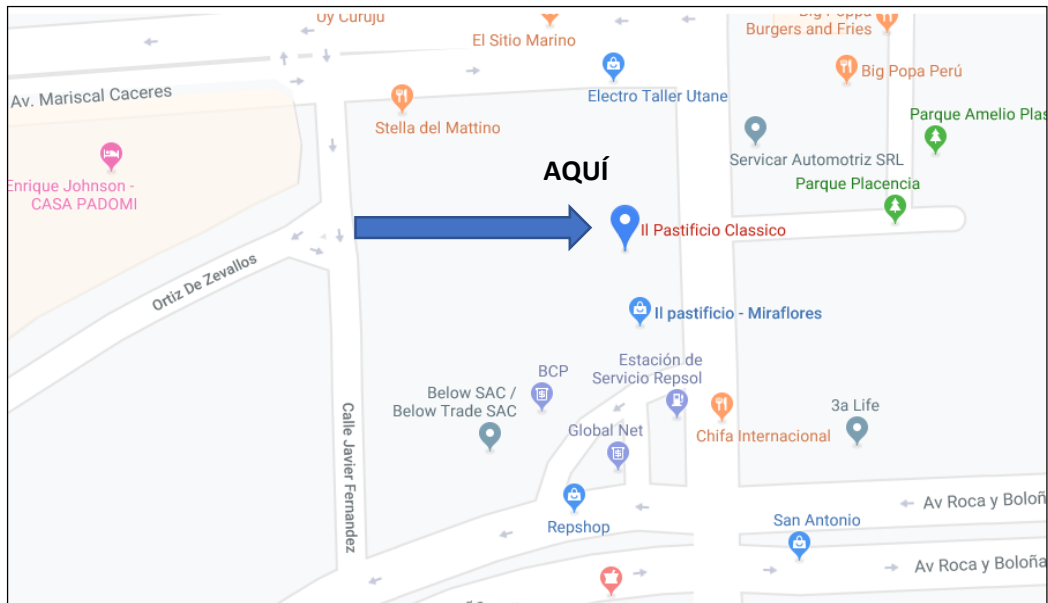 Uy Curuju
El Sitio Marino
Burgers and Fries
Big Popa Perú
Av. Mariscal Caceres
Electro Taller Utane
Stella del Mattino
Parque Amelio Plas
Servicar Automotriz SRL
AQUÍ
Parque Placencia
Enrique Johnson -
CASA PADOMI
Il Pastificio Classico
Ortiz De Zevallos
Il pastificio - Miraflores
Estación de
Servicio Repsol
BCP
Below SAC /
Below Trade SAC
3a Life
Calle Javier Fernandez
Global Net
Chifa Internacional
Av Roca y Boloñ
Repshop
San Antonio
Av Roca y Boloña